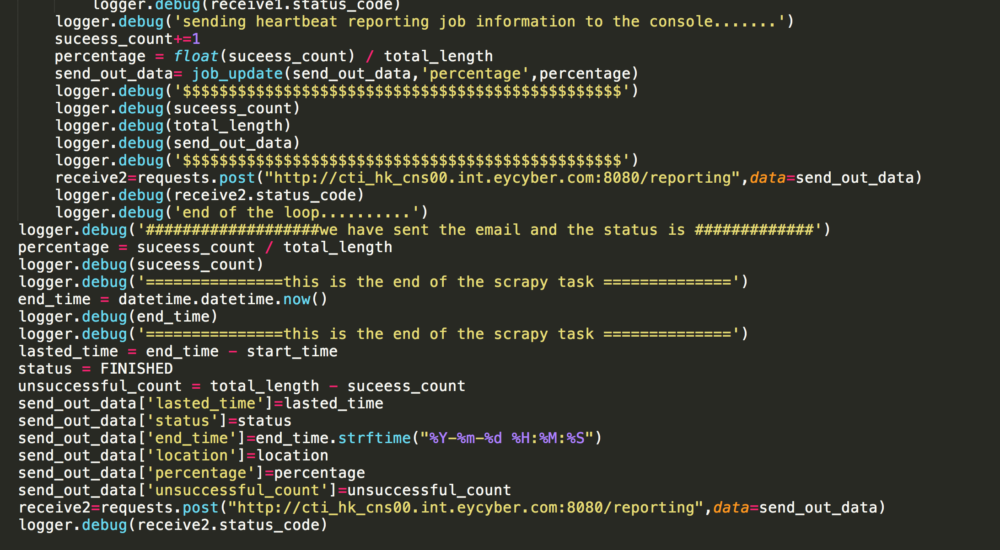 logger.debug(receive1.status_code)
logger.debug('sending heartbeat reporting job information to the console.......')
suceess_count+=1
percentage = float(suceess_count) / total_length
send_out_data= job_update(send_out_data,'percentage',percentage)
logger.debug('$$$$$$$$$$$$$$$$$$$$$$$$$$$$$$$$$$$$$$$$$$$$$$$$')
logger.debug(suceess_count)
logger.debug(total_length)
logger.debug(send_out_data)
logger.debug('$$$$$$$$$$$$$$$$$$$$$$$$$$$$$$$$$$$$$$$$$$$$$$$$')
receive2=requests.post("http://cti_hk_cns00.int.eycyber.com:8080/reporting",data=send_out_data)
logger.debug(receive2.status_code)
logger.debug('end of the loop..........')
logger.debug('###################we have sent the email and the status is #############')
percentage = suceess_count / total_length
logger.debug(suceess_count)
logger.debug('===============this is the end of the scrapy task ==============')
end_time = datetime.datetime.now()
logger.debug(end_time)
logger.debug('===============this is the end of the scrapy task ==============')
lasted_time = end_time - start_time
status = FINISHED
unsuccessful_count = total_length - suceess_count
send_out_data['lasted_time']=lasted_time
send_out_data['status']=status
send_out_data['end_time']=end_time.strftime("%Y-%m-%d %H:%M:%S")
send_out_data['location']=location
send_out_data['percentage']=percentage
send_out_data['unsuccessful_count']=unsuccessful_count
receive2=requests.post("http://cti_hk_cns00.int.eycyber.com:8080/reporting",data=send_out_data)
logger.debug(receive2.status_code)